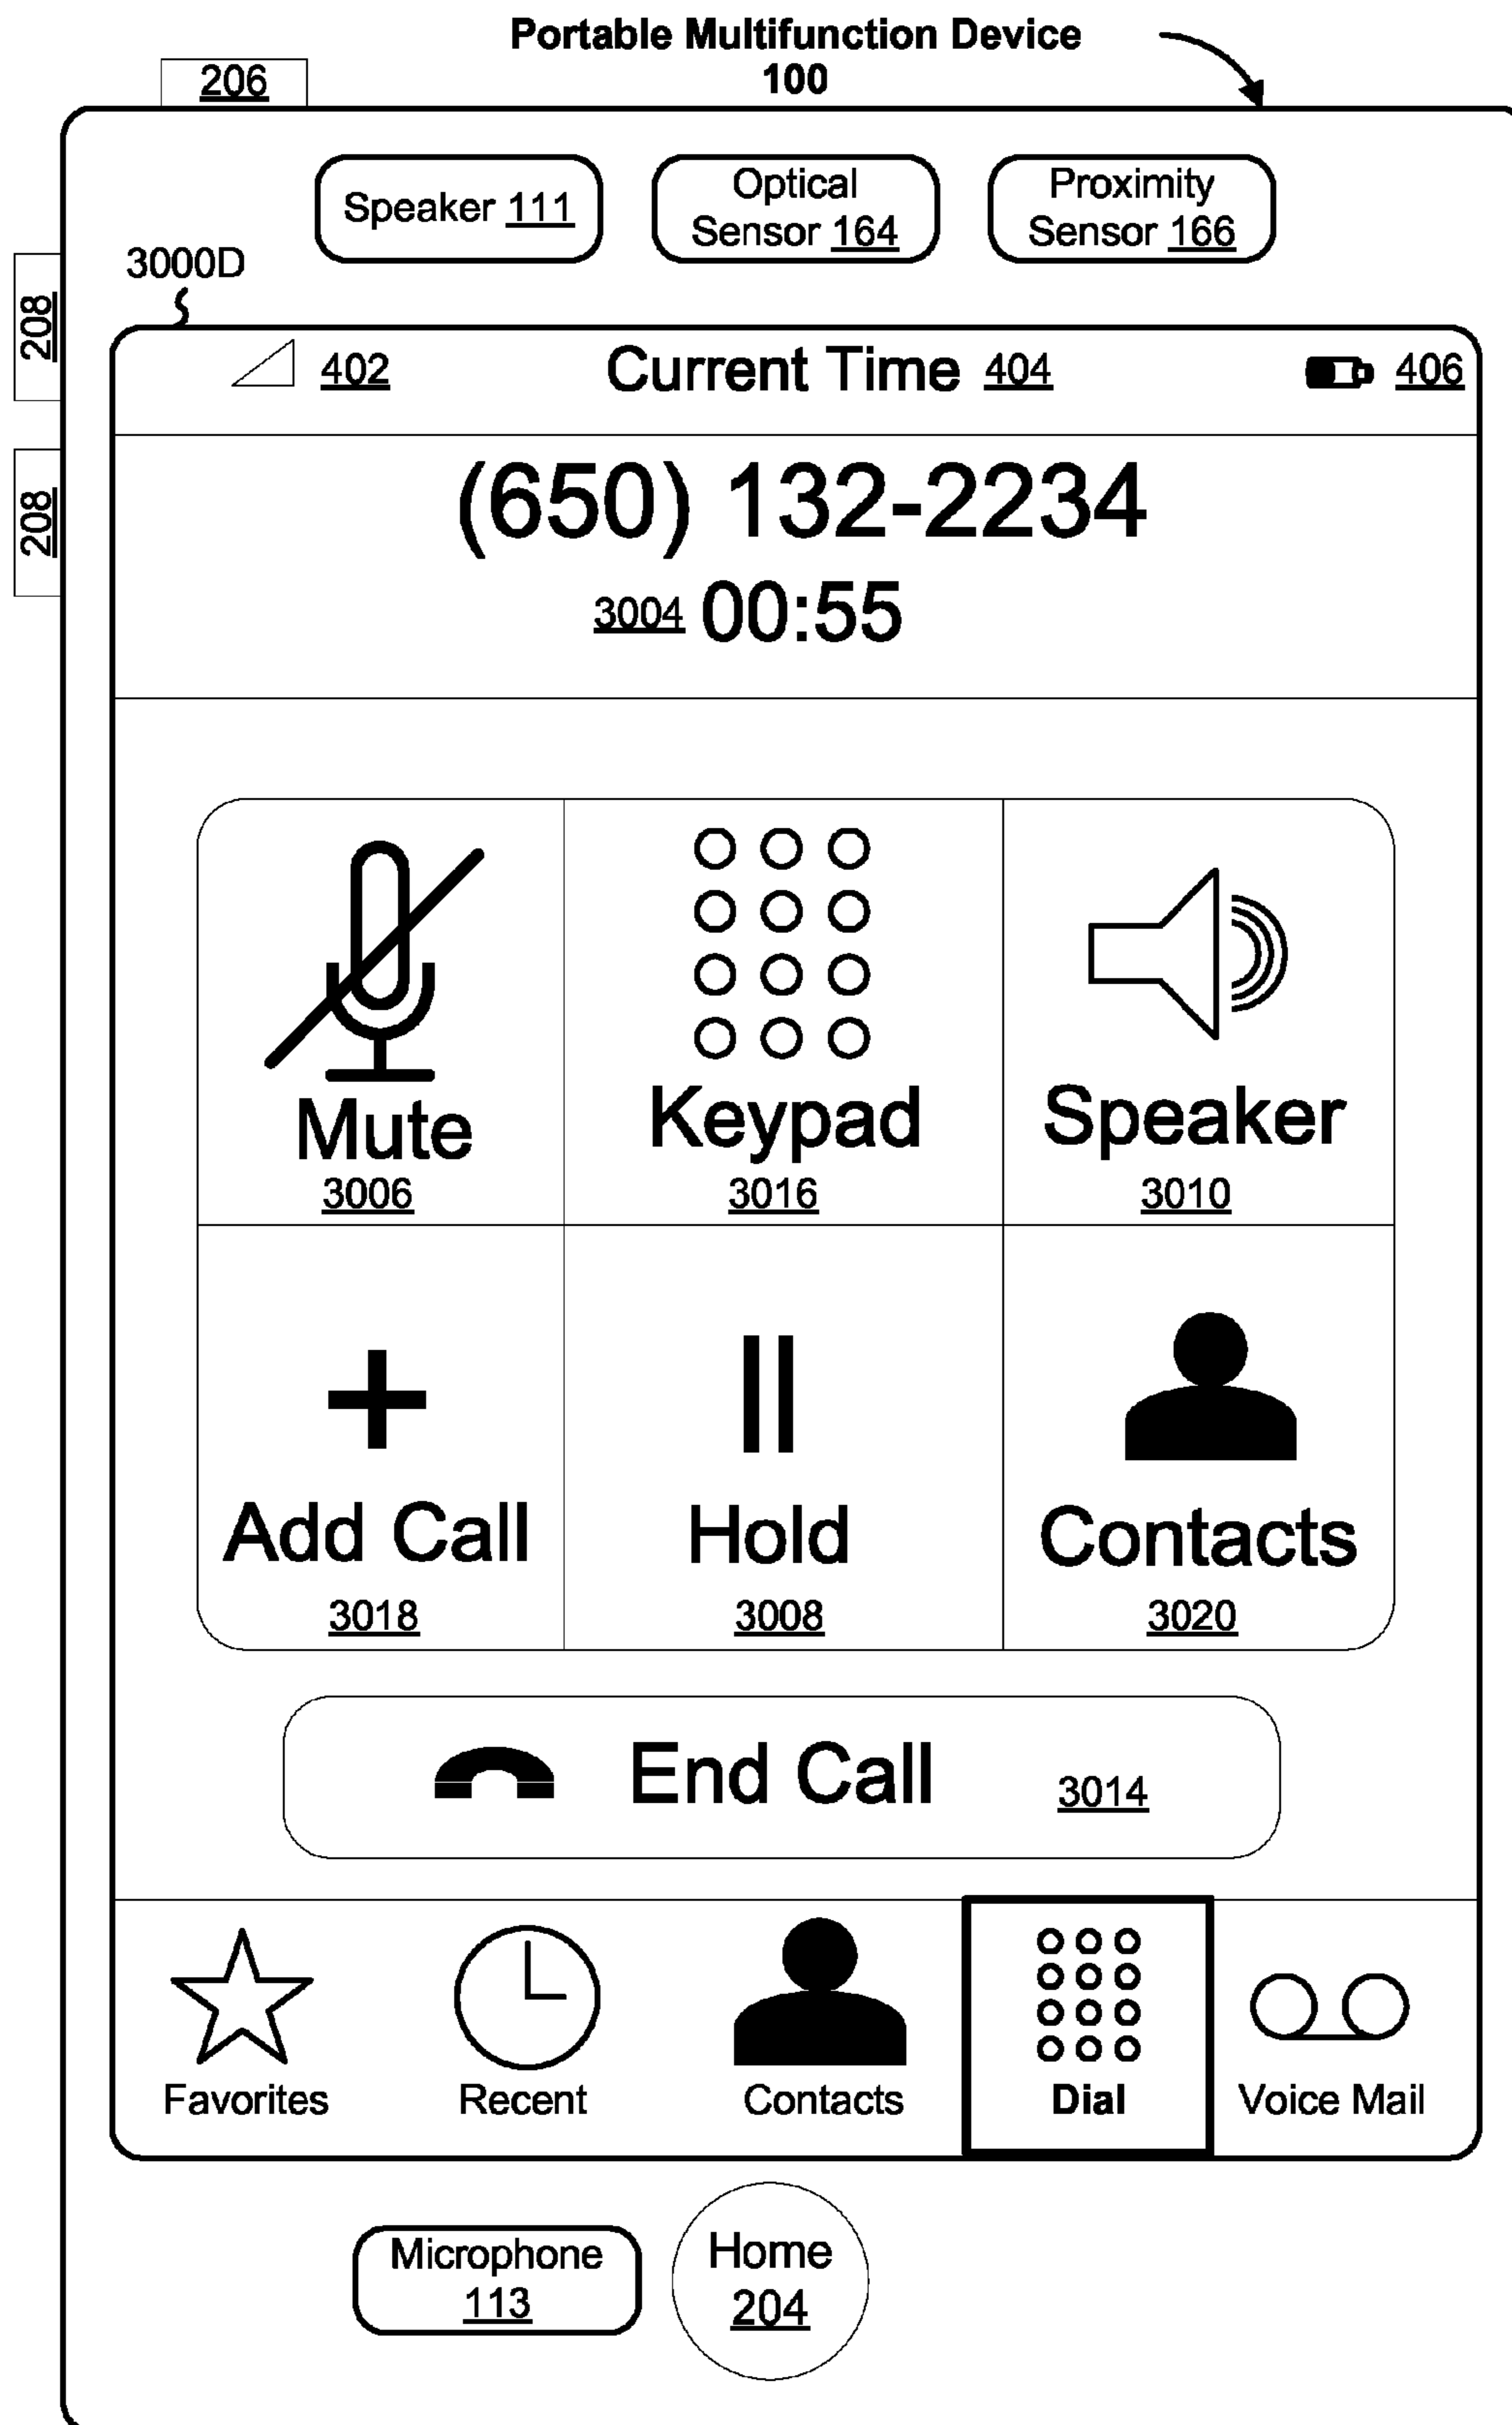 Portable Multifunction Device
100
206
Speaker 111
Optical
Sensor 164
Proximity
Sensor 166
3000D
208
208
402
Current Time 404
406
(650) 132-2234
3004 00:55
Mute
3006
Keypad
3016
Speaker
3010
Add Call
3018
Hold
3008
Contacts
3020
End Call 3014
Favorites
Recent
Contacts
Dial
Voice Mail
Microphone
113
Home
204